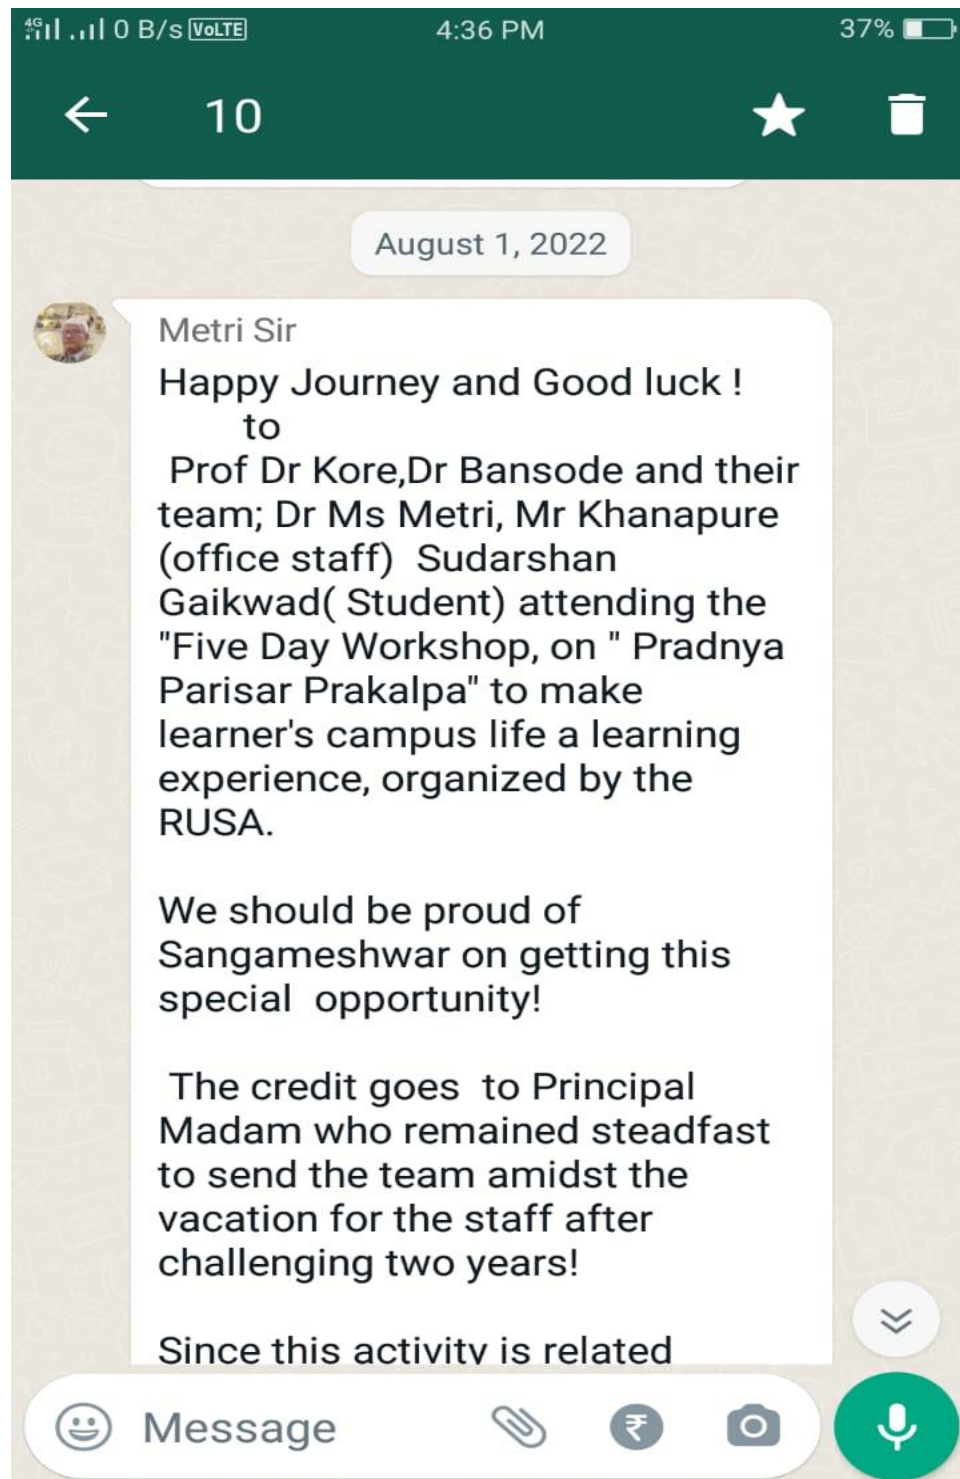 4G 0 B/s VoLTE 4:36 PM 37%
10
August 1, 2022
Metri Sir
Happy Journey and Good luck !
to
Prof Dr Kore,Dr Bansode and their
team; Dr Ms Metri, Mr Khanapure
(office staff)  Sudarshan
Gaikwad( Student) attending the
"Five Day Workshop, on " Pradnya
Parisar Prakalpa" to make
learner's campus life a learning
experience, organized by the
RUSA.
We should be proud of
Sangameshwar on getting this
special  opportunity!
The credit goes  to Principal
Madam who remained steadfast
to send the team amidst the
vacation for the staff after
challenging two years!
Since this activity is related
Message
₹